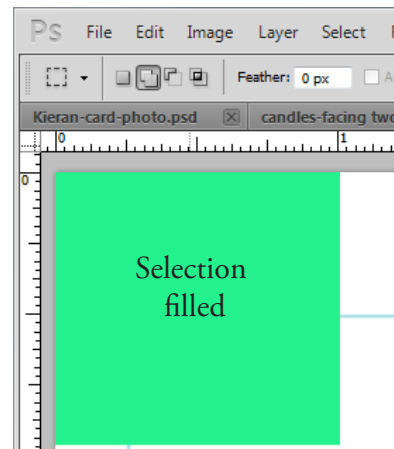 Ps File Edit Image Layer Select
Feather: 0 px
Kieran-card-photo.psd candles-facing two
0 1
0
Selection
filled